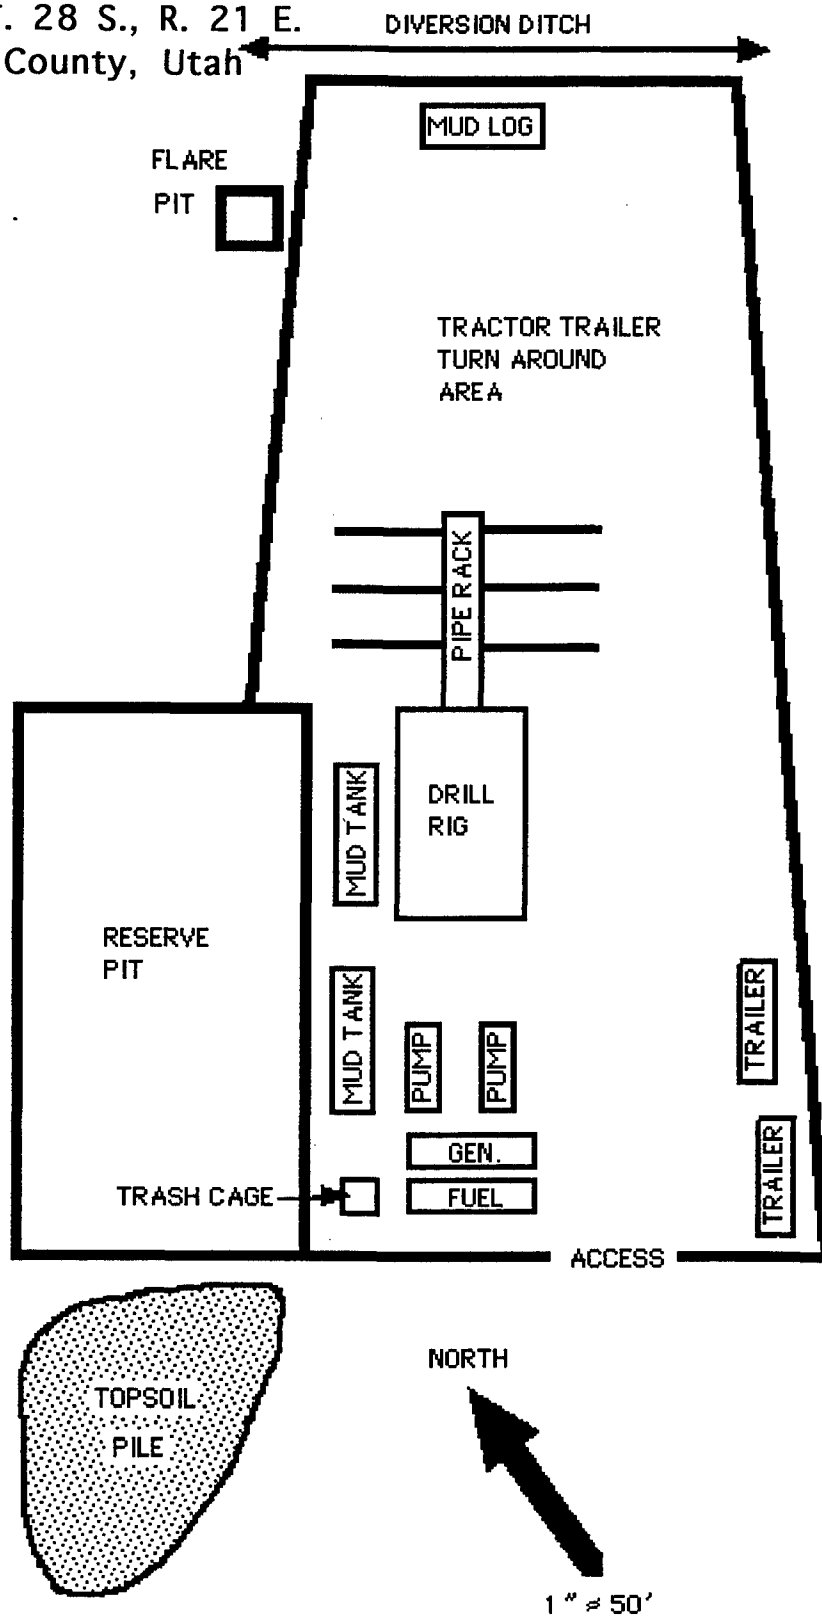 T. 28 S., R. 21 E.
County, Utah
DIVERSION DITCH
MUD LOG
FLARE
PIT
TRACTOR TRAILER
TURN AROUND
AREA
PIPE RACK
MUD TANK
DRILL
RIG
RESERVE
PIT
MUD TANK
PUMP
PUMP
TRAILER
GEN.
TRASH CAGE
FUEL
TRAILER
ACCESS
NORTH
TOPSOIL
PILE
1" ≈ 50'